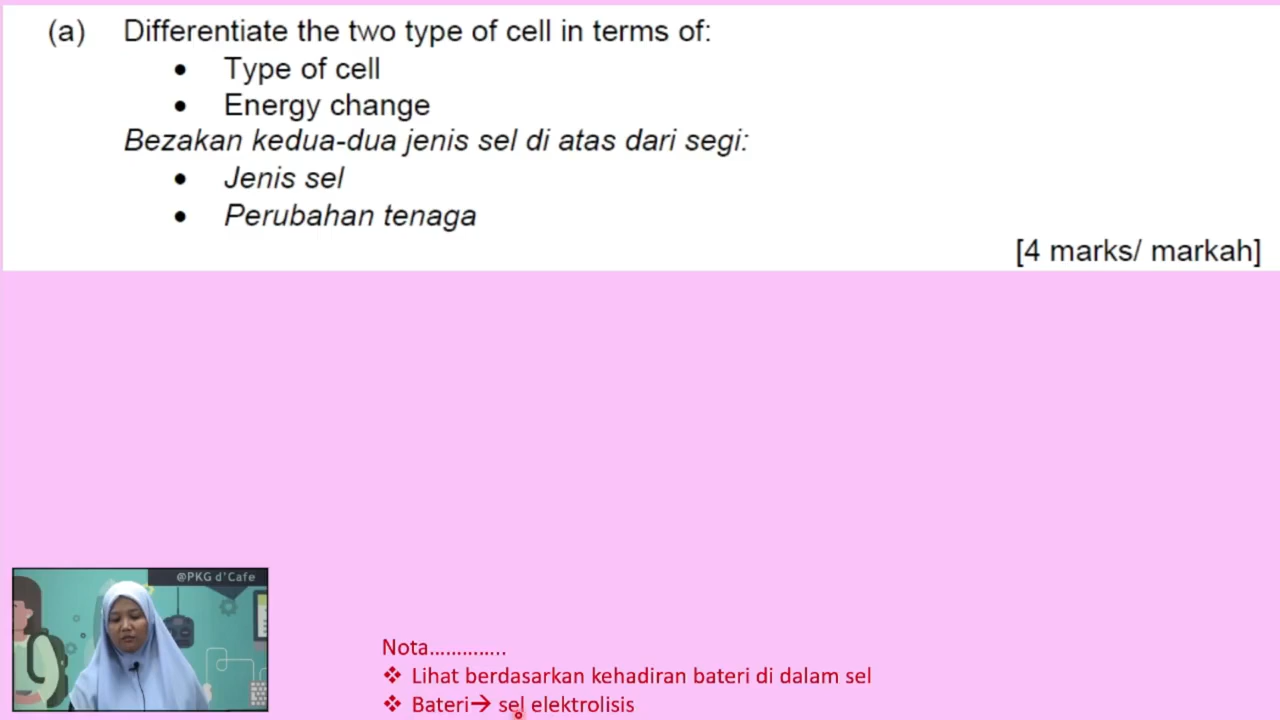 (a) Differentiate the two type of cell in terms of:
• Type of cell
• Energy change
Bezakan kedua-dua jenis sel di atas dari segi:
• Jenis sel
• Perubahan tenaga
[4 marks/ markah]
@PKG d'Cafe
Nota.............
❖ Lihat berdasarkan kehadiran bateri di dalam sel
❖ Bateri→ sel elektrolisis